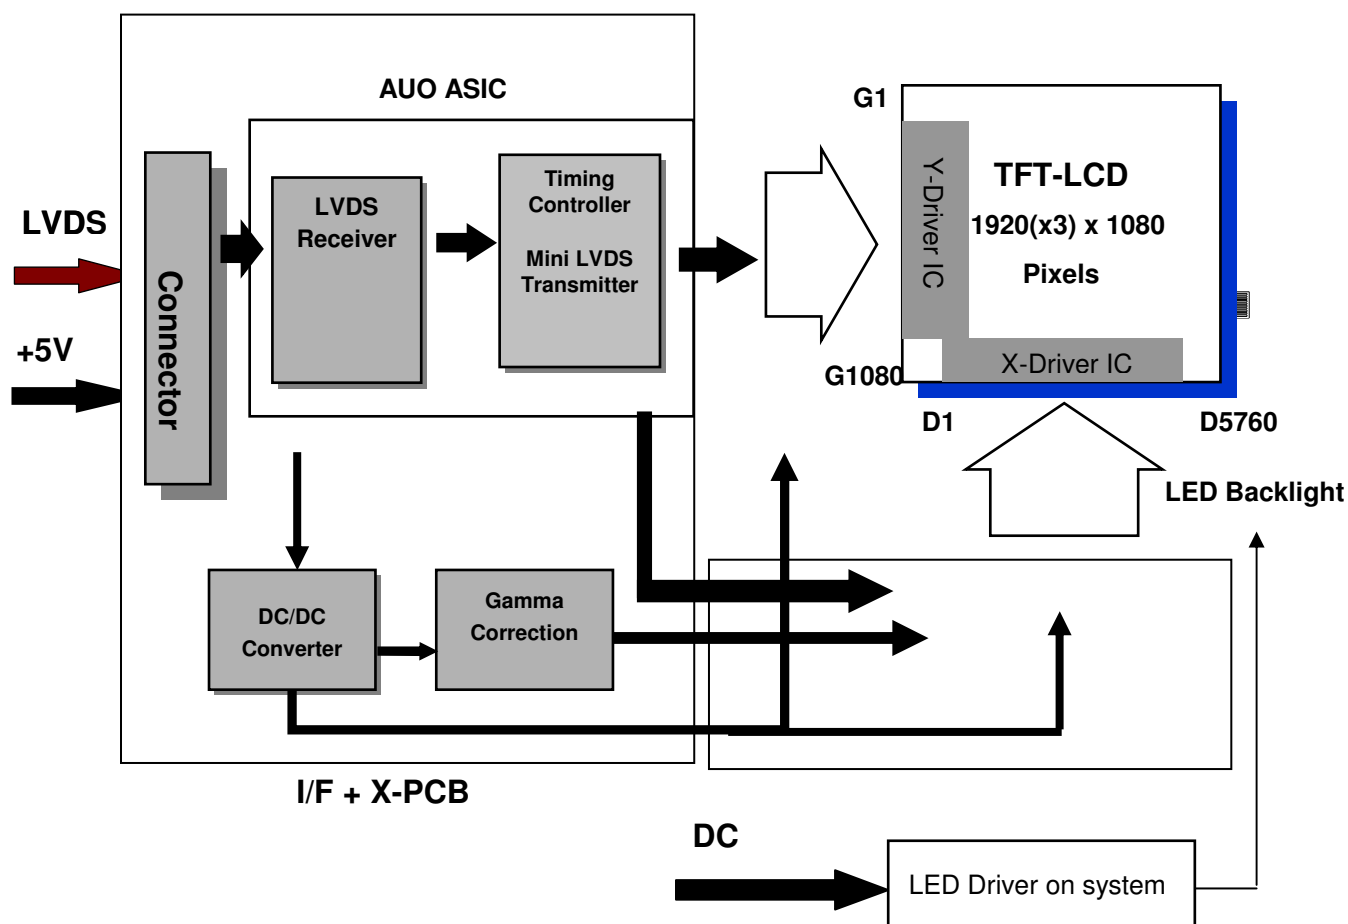 AUO ASIC
G1
TFT-LCD
1920(x3) x 1080
Pixels
Y-Driver IC
X-Driver IC
G1080
D1
D5760
LED Backlight
LVDS
+5V
Connector
LVDS
Receiver
Timing
Controller
Mini LVDS
Transmitter
DC/DC
Converter
Gamma
Correction
I/F + X-PCB
DC
LED Driver on system